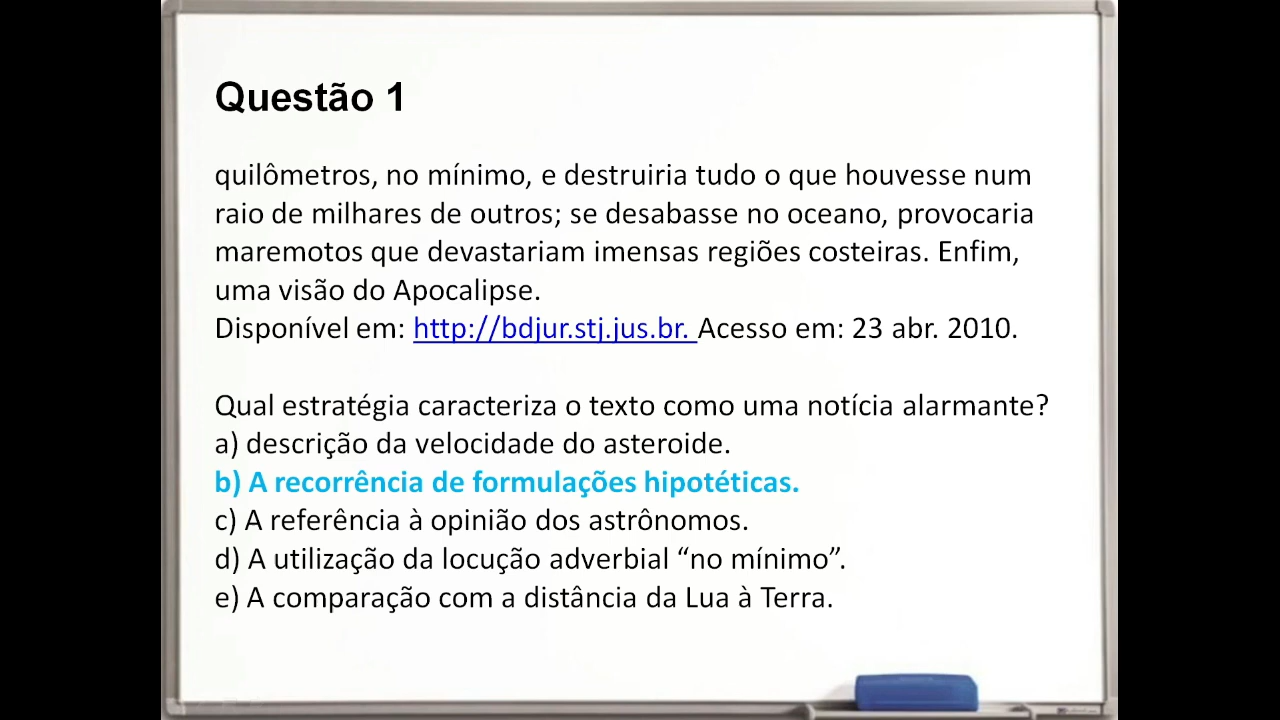 Questão 1
quilômetros, no mínimo, e destruiria tudo o que houvesse num
raio de milhares de outros; se desabasse no oceano, provocaria
maremotos que devastariam imensas regiões costeiras. Enfim,
uma visão do Apocalipse.
Disponível em: http://bdjur.stj.jus.br. Acesso em: 23 abr. 2010.
Qual estratégia caracteriza o texto como uma notícia alarmante?
a) descrição da velocidade do asteroide.
b) A recorrência de formulações hipotéticas.
c) A referência à opinião dos astrônomos.
d) A utilização da locução adverbial “no mínimo”.
e) A comparação com a distância da Lua à Terra.